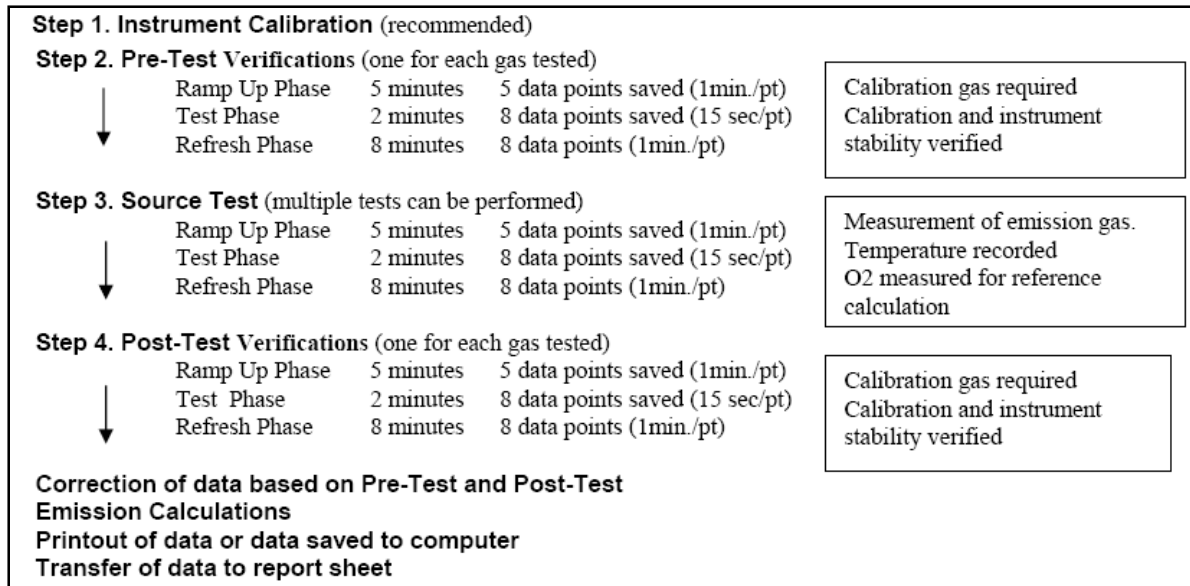 Step 1. Instrument Calibration (recommended)
Step 2. Pre-Test Verifications (one for each gas tested)
Ramp Up Phase 5 minutes 5 data points saved (1min./pt)
Test Phase 2 minutes 8 data points saved (15 sec/pt)
Refresh Phase 8 minutes 8 data points (1min./pt)
Calibration gas required
Calibration and instrument
stability verified
Step 3. Source Test (multiple tests can be performed)
Ramp Up Phase 5 minutes 5 data points saved (1min./pt)
Test Phase 2 minutes 8 data points saved (15 sec/pt)
Refresh Phase 8 minutes 8 data points (1min./pt)
Measurement of emission gas.
Temperature recorded
O2 measured for reference
calculation
Step 4. Post-Test Verifications (one for each gas tested)
Ramp Up Phase 5 minutes 5 data points saved (1min./pt)
Test Phase 2 minutes 8 data points saved (15 sec/pt)
Refresh Phase 8 minutes 8 data points (1min./pt)
Calibration gas required
Calibration and instrument
stability verified
Correction of data based on Pre-Test and Post-Test
Emission Calculations
Printout of data or data saved to computer
Transfer of data to report sheet